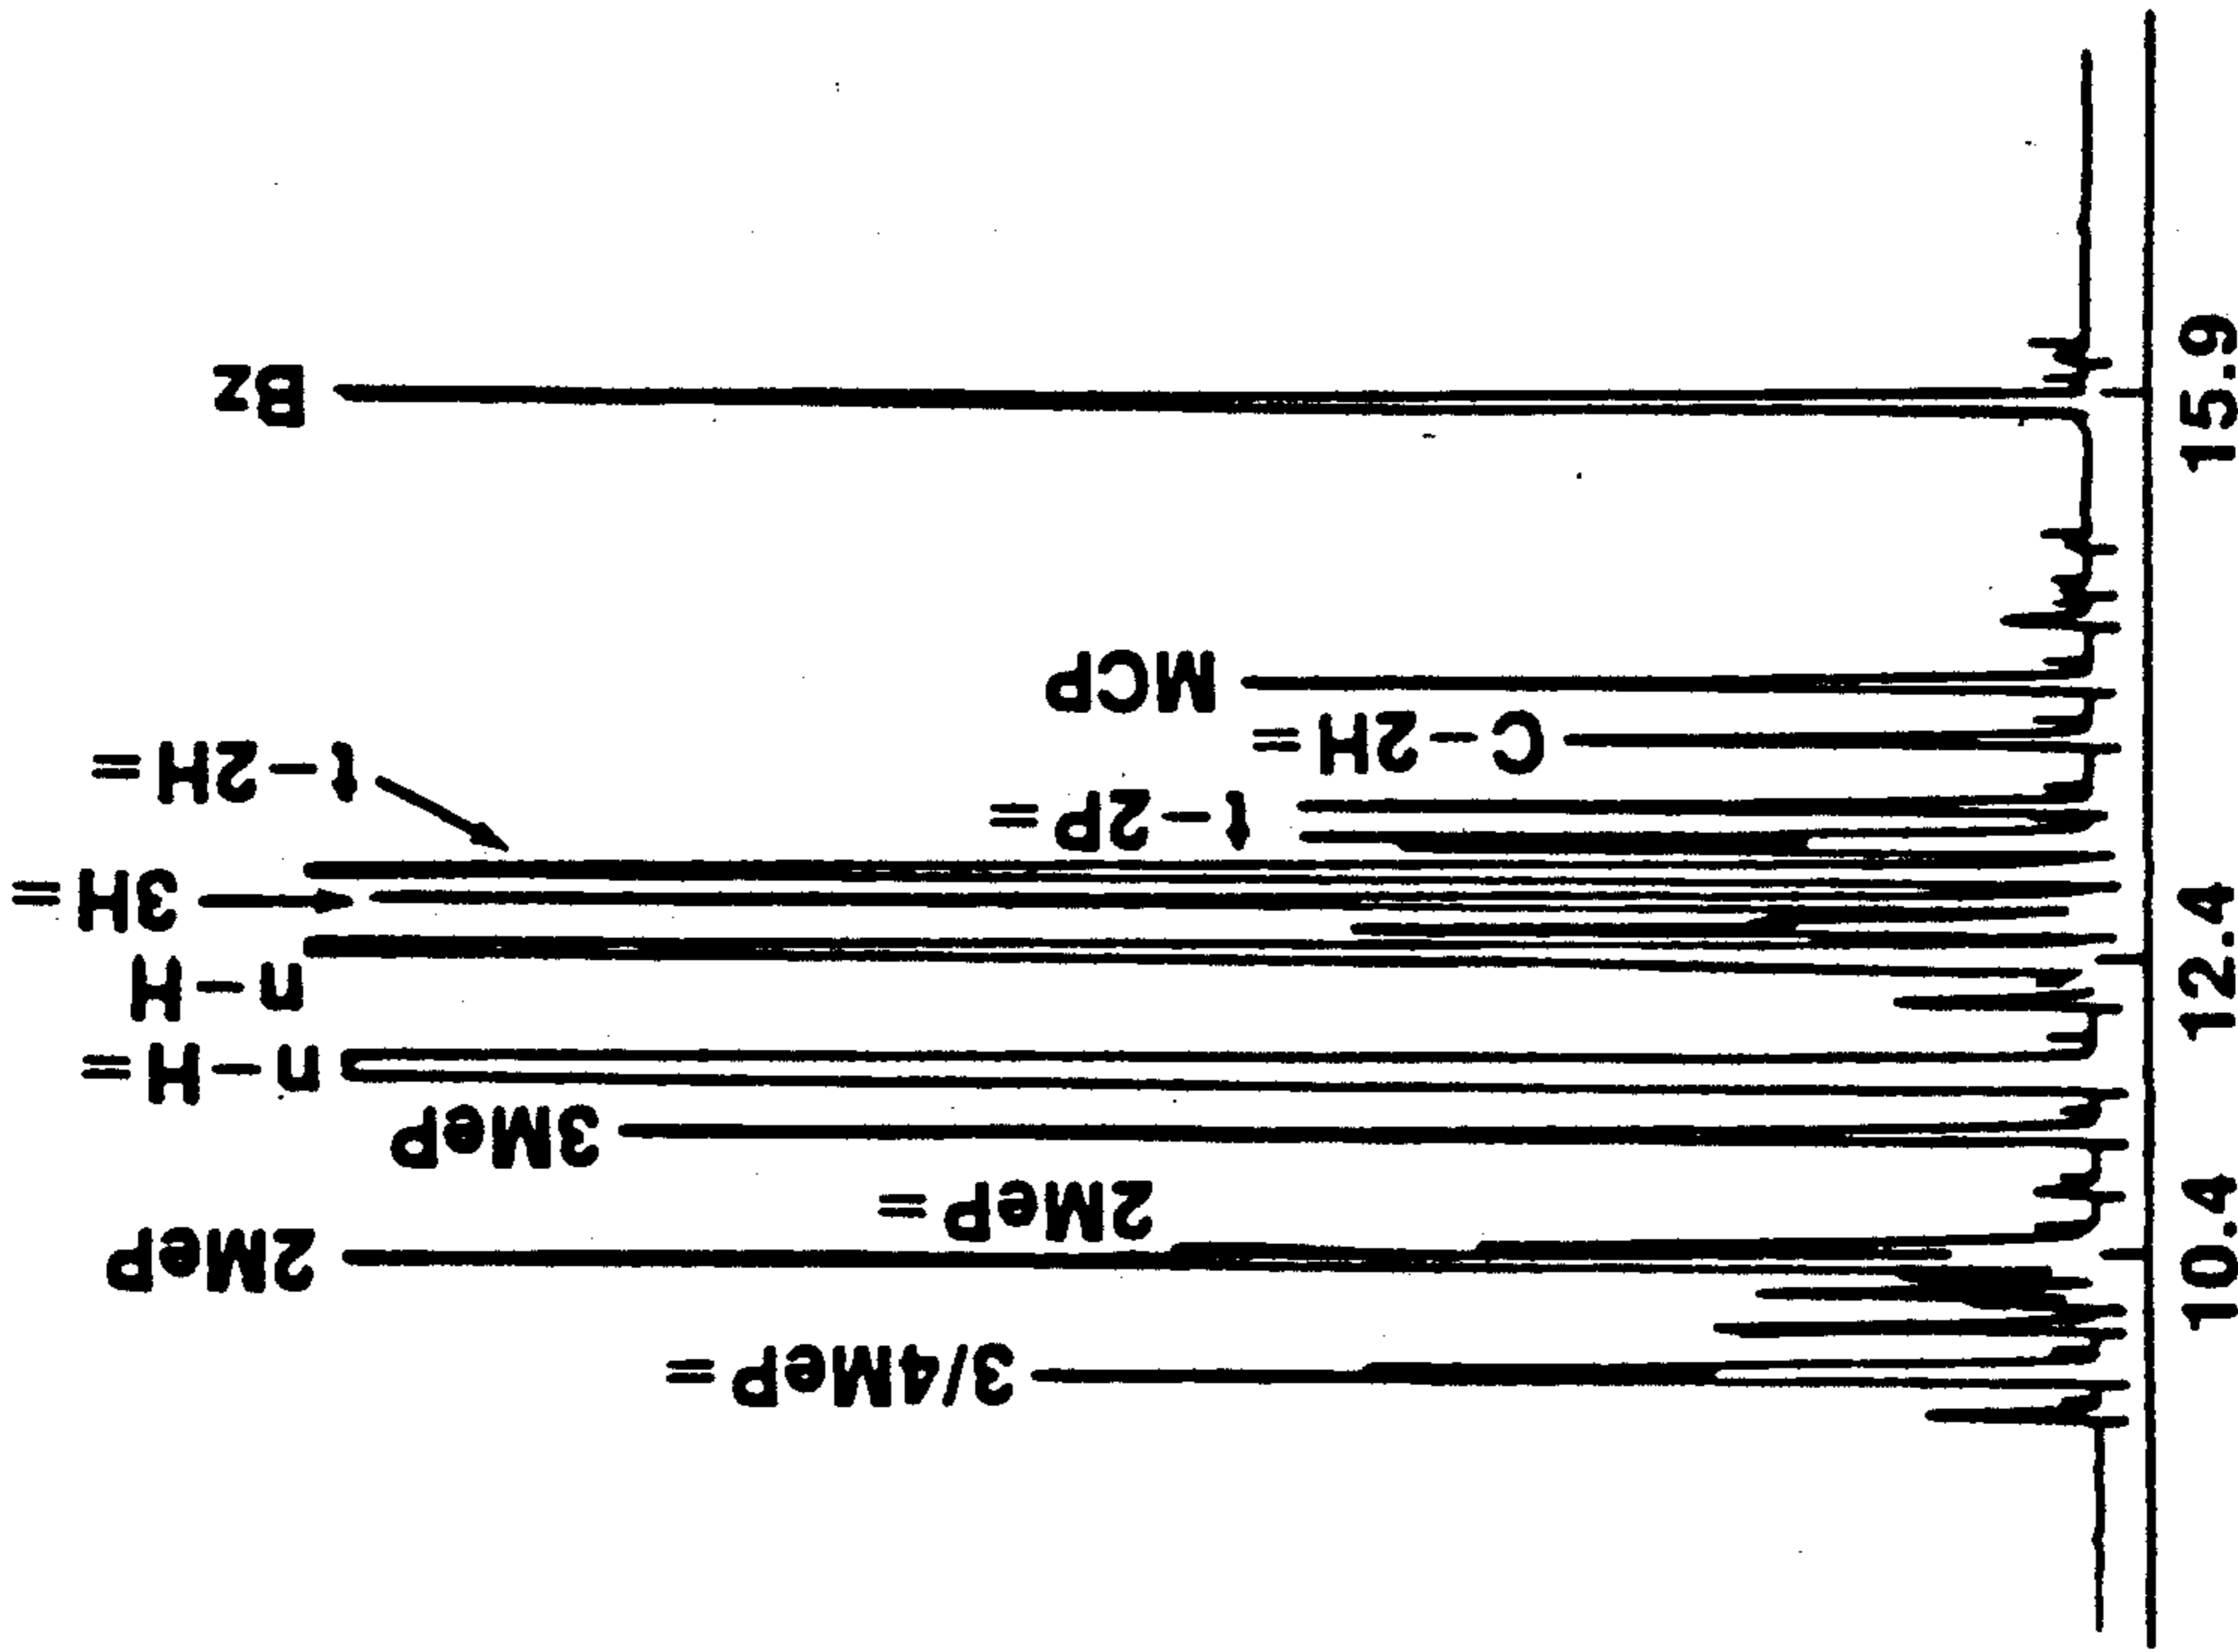 3/4MeP=
2MeP
2MeP=
3MeP
n-H=
n-H
3H=
t-2H=
t-2P=
C-2H=
MCP
Bz
10.4
12.4
15.9